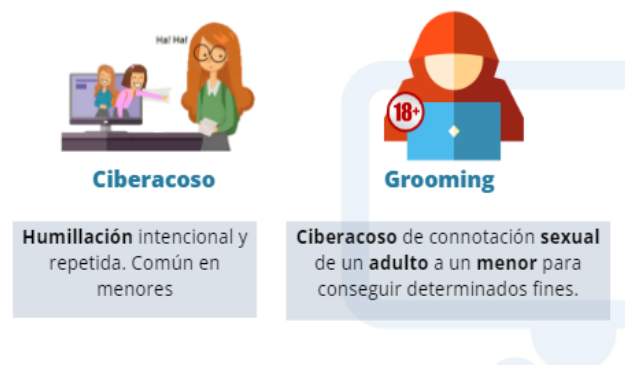 Ha! Ha!
18+
Ciberacoso
Grooming
Humillación intencional y
repetida. Común en
menores
Ciberacoso de connotación sexual
de un adulto a un menor para
conseguir determinados fines.